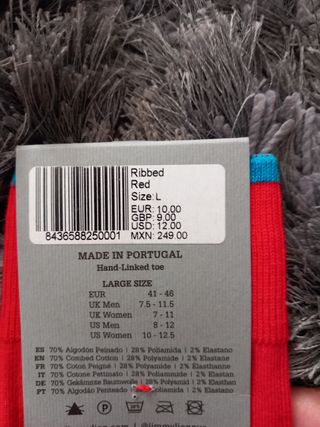 Ribbed
Red
Size:L
EUR: 10.00
GBP: 9.00
USD: 12.00
MXN: 249.00
8436588250001
MADE IN PORTUGAL
Hand-Linked toe
LARGE SIZE
EUR 41 - 46
UK Men 7.5 - 11.5
UK Women 7 - 11
US Men 8 - 12
US Women 10 - 12.5
ES 70% Algodón Peinado | 28% Poliamida | 2% Elastano
EN 70% Combed Cotton | 28% Polyamide | 2% Elastane
FR 70% Coton Peigné | 28% Polyamide | 2% Elasthanne
IT 70% Cotone Pettinato | 28% Poliamide | 2% Elastan
DE 70% Gekämmte Baumwolle | 28% Polyamid | 2% Elasthan
PT 70% Algodão Penteado | 28% Poliamida | 2% Elastano